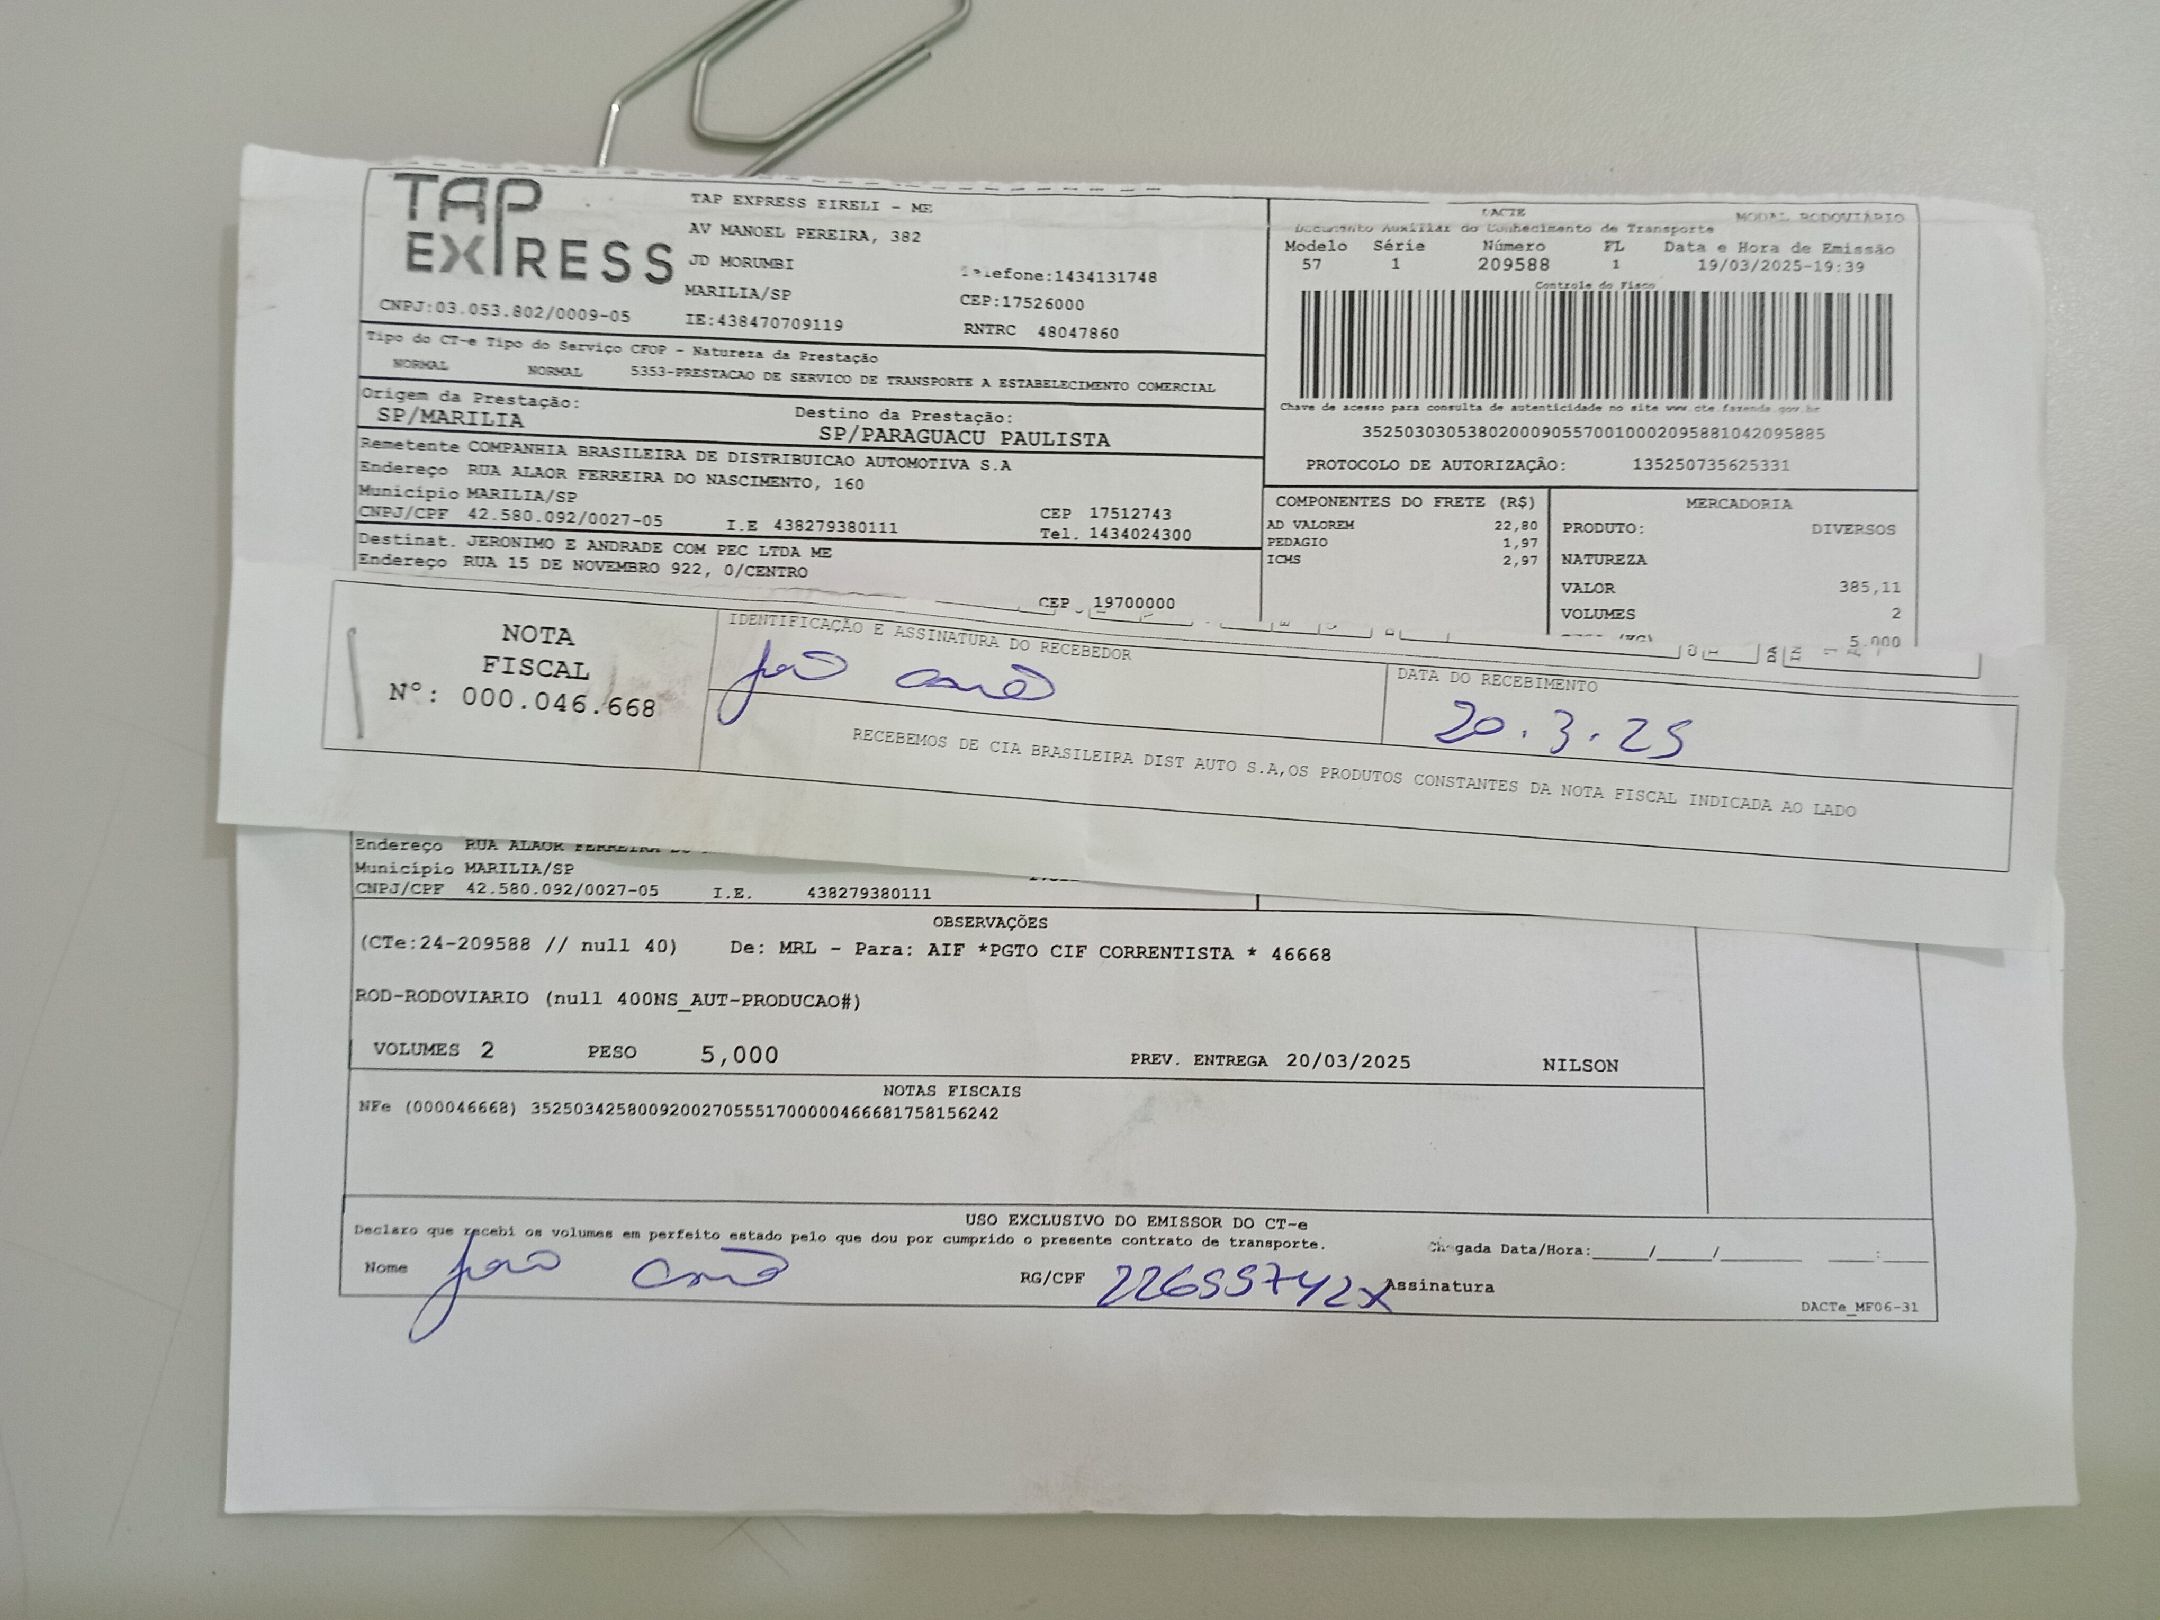 TAP
EXPRESS
TAP EXPRESS EIRELI - ME
AV MANOEL PEREIRA, 382
JD MORUMBI
MARILIA/SP
Telefone:1434131748
CEP:17526000
CNPJ:03.053.802/0009-05 IE:438470709119 RNTRC 48047860
DACTE MODAL RODOVIÁRIO
Documento Auxiliar do Conhecimento de Transporte
Modelo Série Número FL Data e Hora de Emissão
57 1 209588 1 19/03/2025-19:39
Controle do Fisco
Chave de acesso para consulta de autenticidade no site www.cte.fazenda.gov.br
35250303053802000905570010002095881042095885
PROTOCOLO DE AUTORIZAÇÃO: 135250735625331
Tipo do CT-e Tipo do Serviço CFOP - Natureza da Prestação
NORMAL NORMAL 5353-PRESTACAO DE SERVICO DE TRANSPORTE A ESTABELECIMENTO COMERCIAL
Origem da Prestação: Destino da Prestação:
SP/MARILIA SP/PARAGUACU PAULISTA
Remetente COMPANHIA BRASILEIRA DE DISTRIBUICAO AUTOMOTIVA S.A
Endereço RUA ALAOR FERREIRA DO NASCIMENTO, 160
Município MARILIA/SP CEP 17512743
CNPJ/CPF 42.580.092/0027-05 I.E 438279380111 Tel. 1434024300
Destinat. JERONIMO E ANDRADE COM PEC LTDA ME
Endereço RUA 15 DE NOVEMBRO 922, 0/CENTRO
CEP 19700000
COMPONENTES DO FRETE (R$)
AD VALOREM 22,80
PEDAGIO 1,97
ICMS 2,97
MERCADORIA
PRODUTO: DIVERSOS
NATUREZA
VALOR 385,11
VOLUMES 2
5,000
NOTA
FISCAL
N°: 000.046.668
IDENTIFICAÇÃO E ASSINATURA DO RECEBEDOR
João
DATA DO RECEBIMENTO
20.3.25
RECEBEMOS DE CIA BRASILEIRA DIST AUTO S.A,OS PRODUTOS CONSTANTES DA NOTA FISCAL INDICADA AO LADO
Endereço RUA ALAOR FERREIRA
Município MARILIA/SP
CNPJ/CPF 42.580.092/0027-05 I.E. 438279380111
OBSERVAÇÕES
(CTe:24-209588 // null 40) De: MRL - Para: AIF *PGTO CIF CORRENTISTA * 46668
ROD-RODOVIARIO (null 400NS_AUT-PRODUCAO#)
VOLUMES 2 PESO 5,000 PREV. ENTREGA 20/03/2025 NILSON
NOTAS FISCAIS
NFe (000046668) 35250342580092002705551700000466681758156242
USO EXCLUSIVO DO EMISSOR DO CT-e
Declaro que recebi os volumes em perfeito estado pelo que dou por cumprido o presente contrato de transporte.
Chegada Data/Hora:_____/_____/_______ ____:____
Nome João RG/CPF 22655742x Assinatura
DACTe_MF06-31